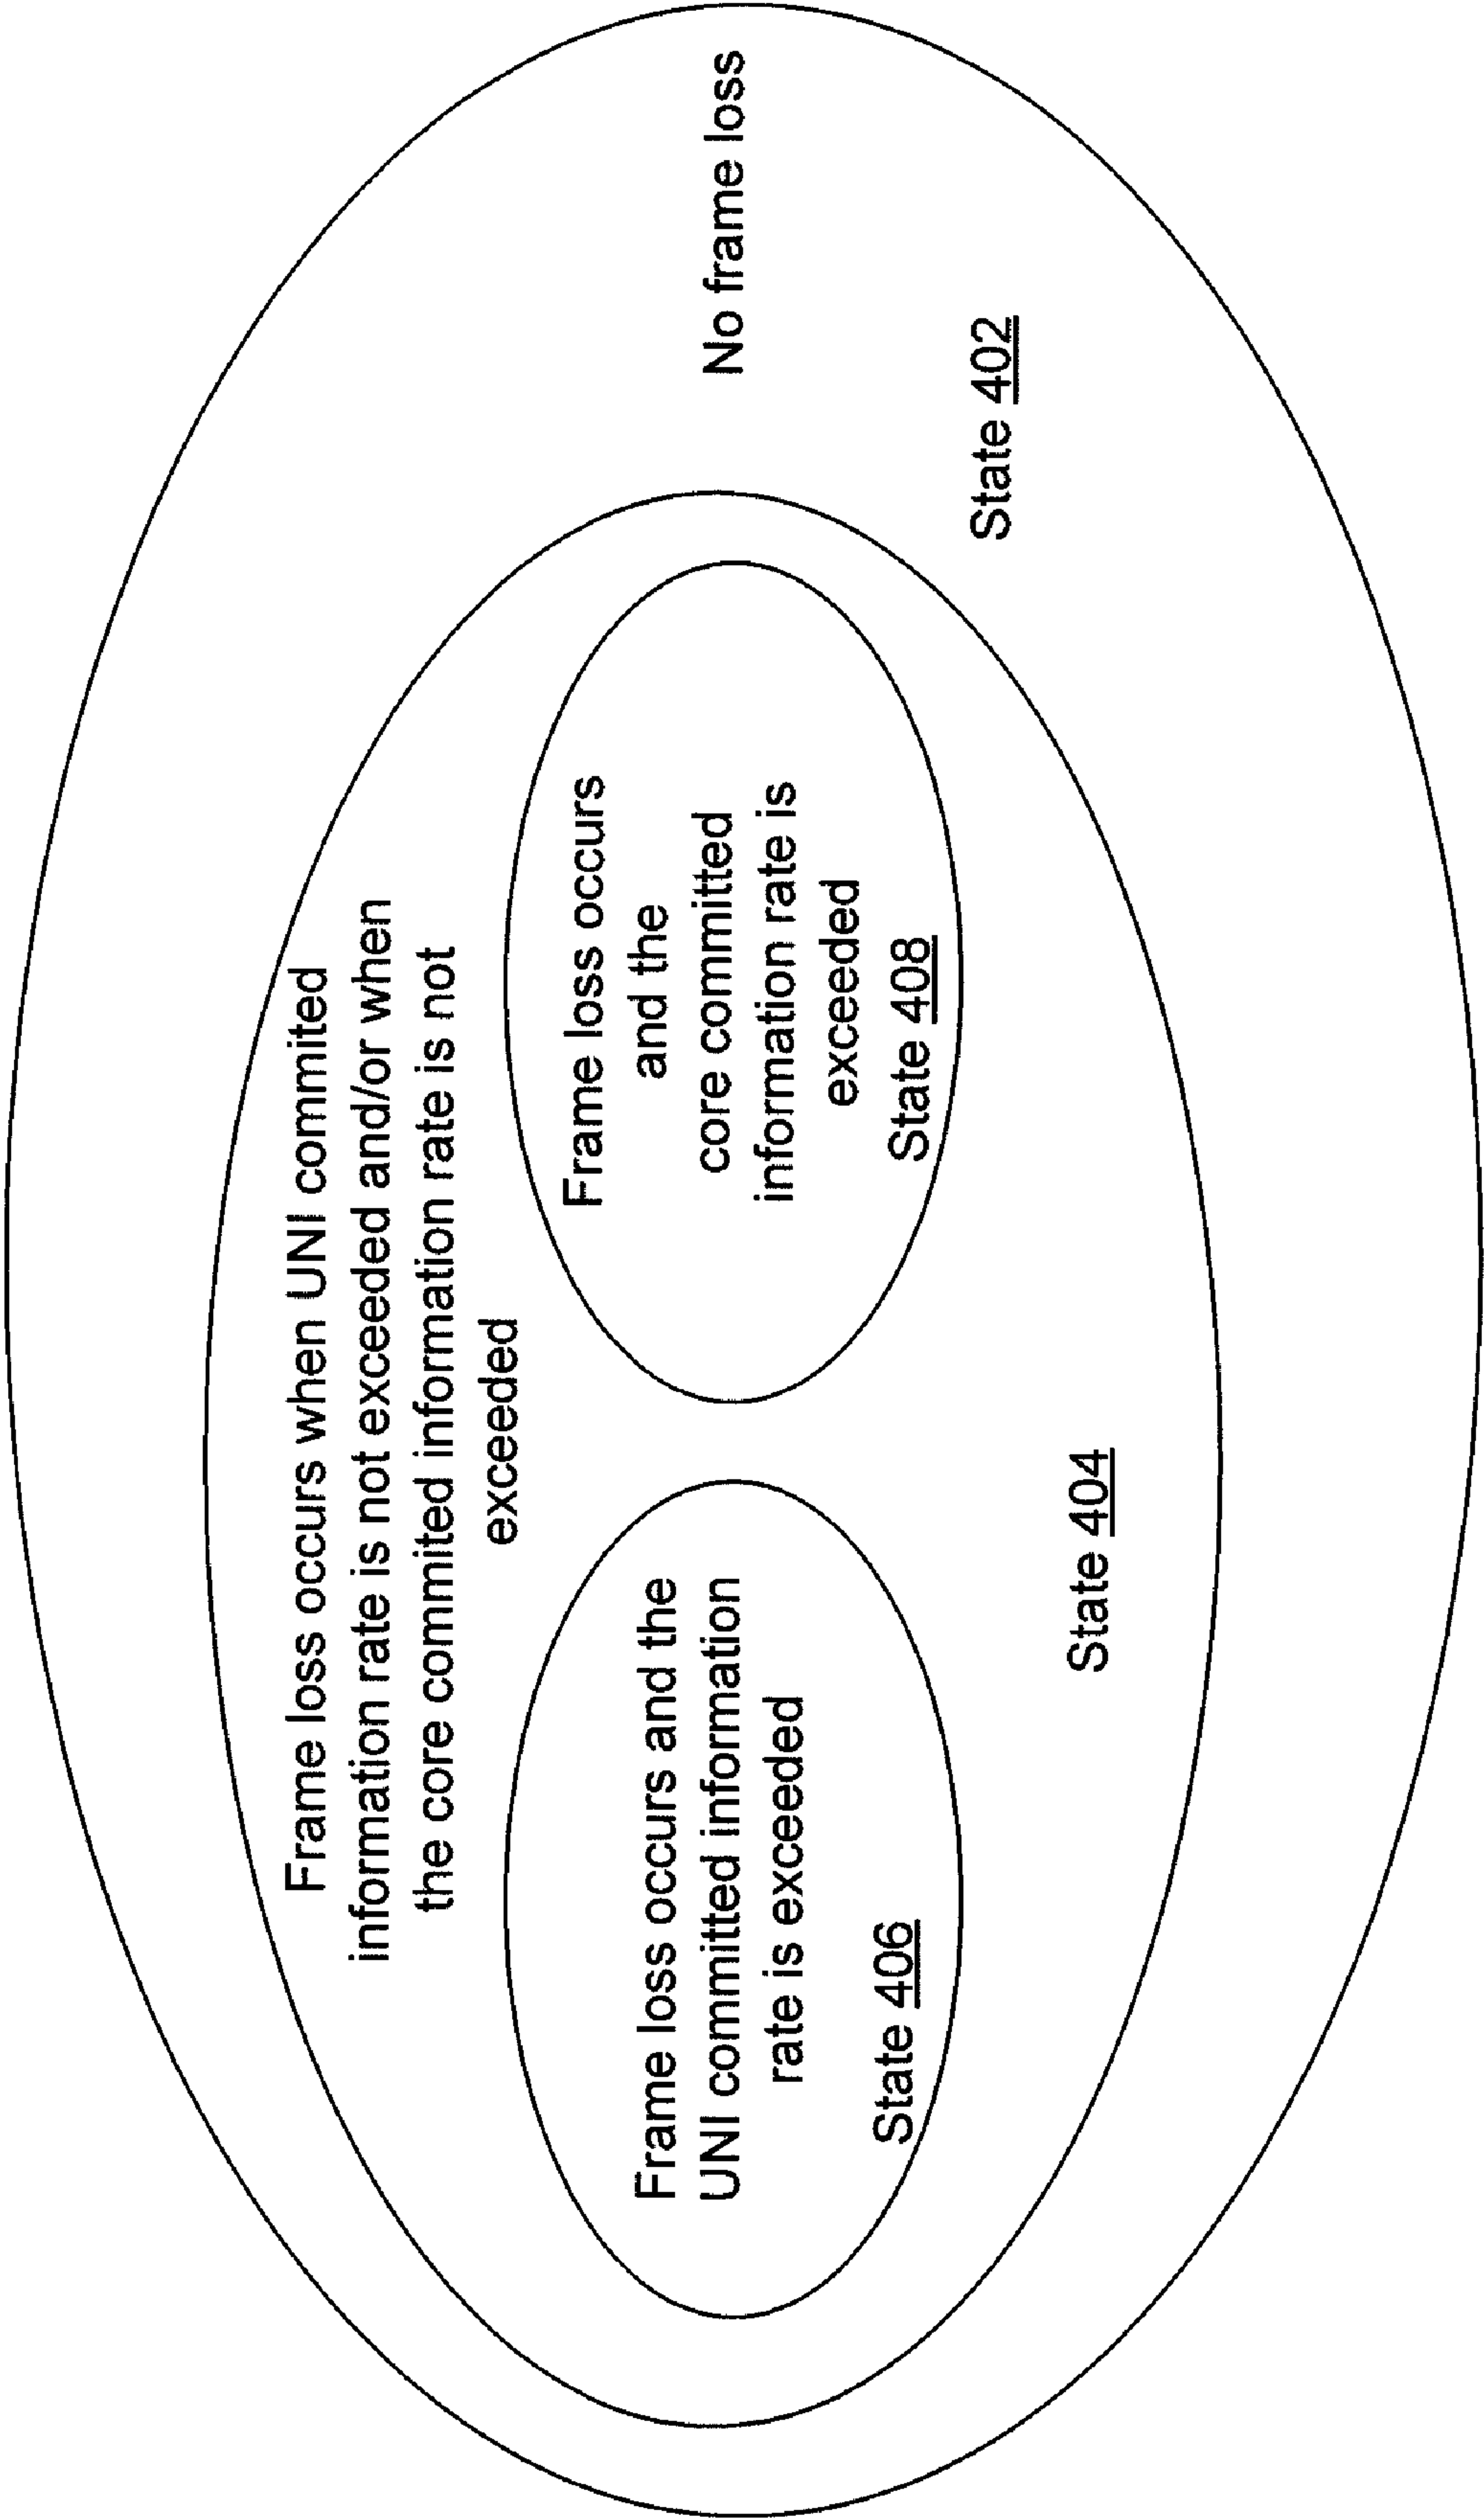 Frame loss occurs when UNI commited
information rate is not exceeded and/or when
the core commited information rate is not
exceeded
Frame loss occurs and the
UNI committed information
rate is exceeded
State 406
Frame loss occurs
and the
core committed
information rate is
exceeded
State 408
State 404
No frame loss
State 402